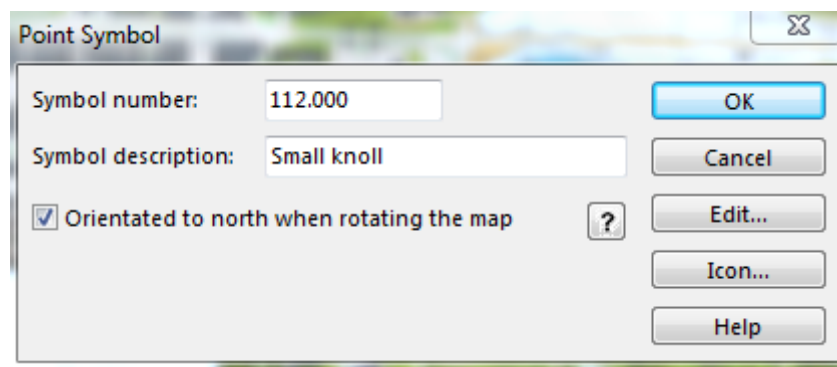 Point Symbol
Symbol number: 112.000 OK
Symbol description: Small knoll Cancel
Orientated to north when rotating the map ? Edit...
Icon...
Help